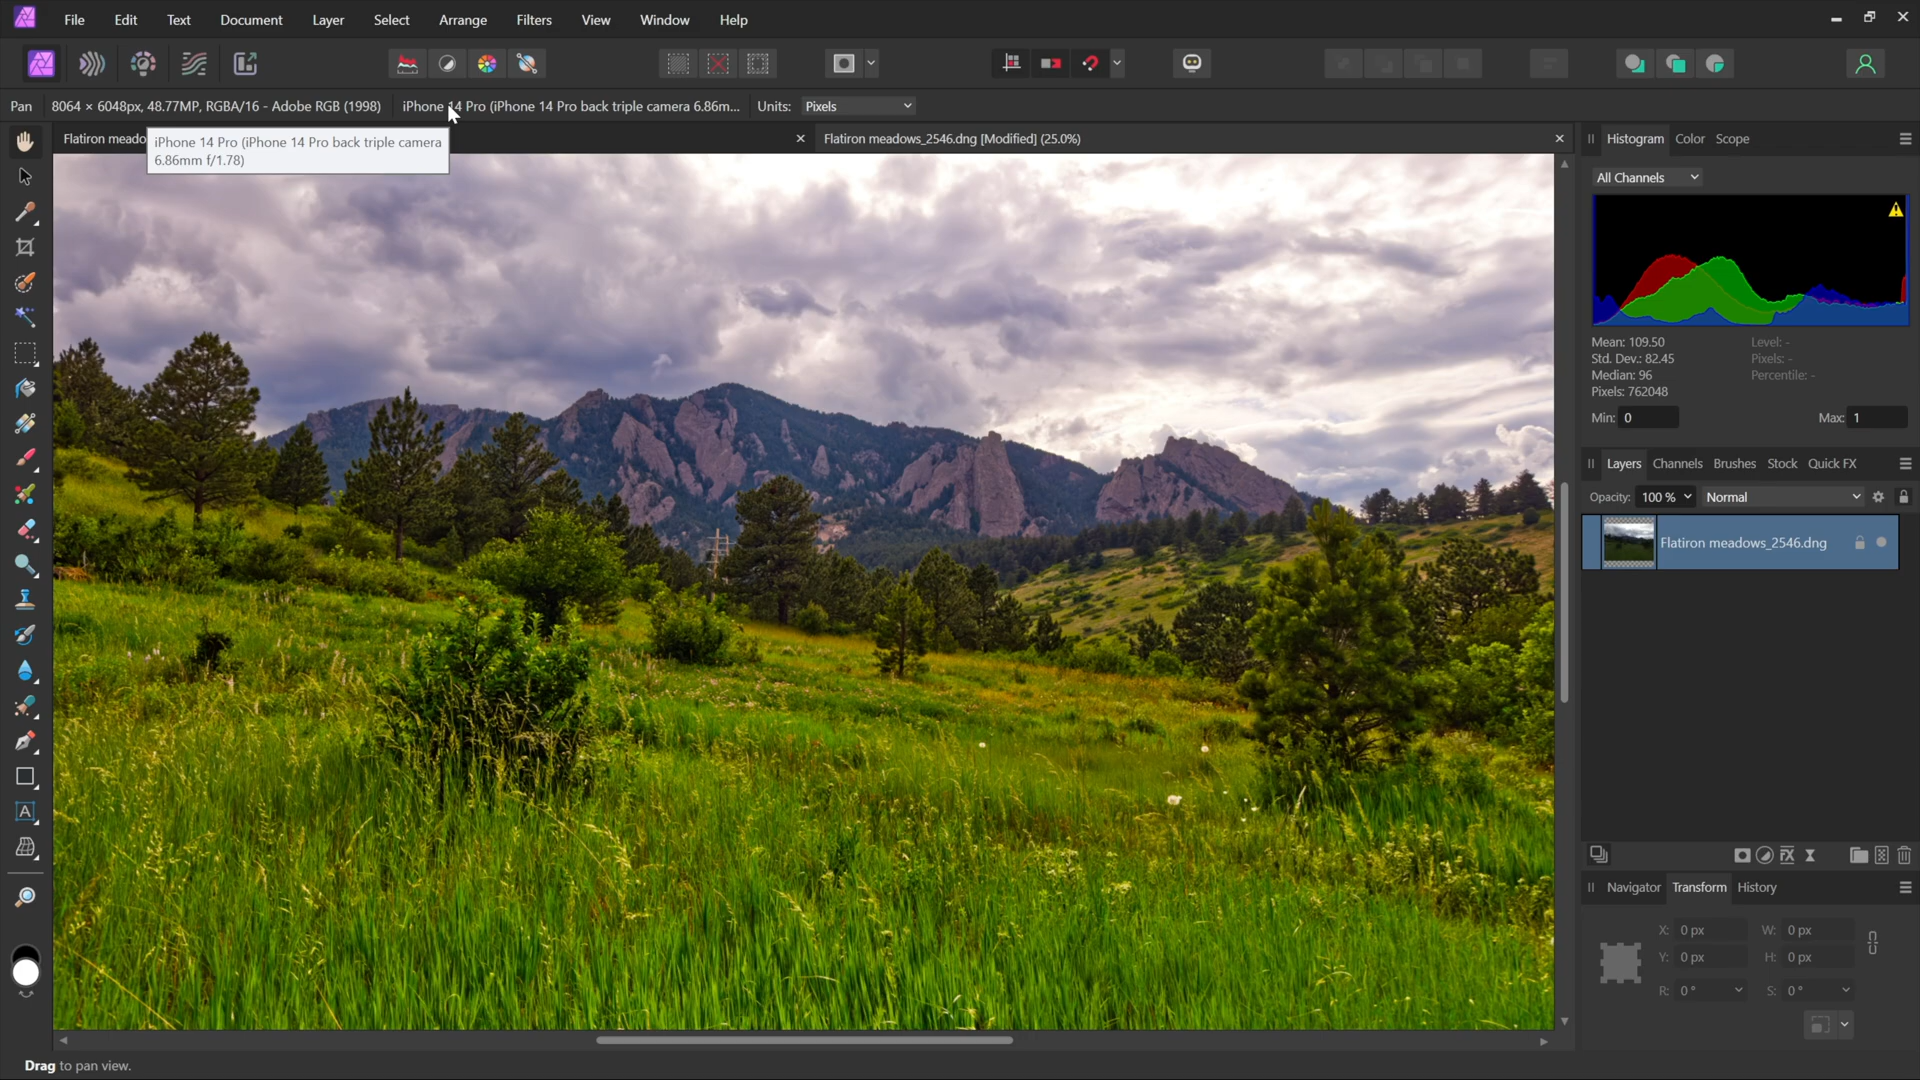 File Edit Text Document Layer Select Arrange Filters View Window Help
Pan 8064 × 6048px, 48.77MP, RGBA/16 - Adobe RGB (1998) iPhone 14 Pro (iPhone 14 Pro back triple camera 6.86m... Units: Pixels
Flatiron meado
Flatiron meadows_2546.dng [Modified] (25.0%)
iPhone 14 Pro (iPhone 14 Pro back triple camera
6.86mm f/1.78)
Histogram Color Scope
All Channels
Mean: 109.50 Level: -
Std. Dev.: 82.45 Pixels: -
Median: 96 Percentile: -
Pixels: 762048
Min: 0 Max: 1
Layers Channels Brushes Stock Quick FX
Opacity: 100 % Normal
Flatiron meadows_2546.dng
Navigator Transform History
X: 0 px W: 0 px
Y: 0 px H: 0 px
R: 0 ° S: 0 °
Drag to pan view.